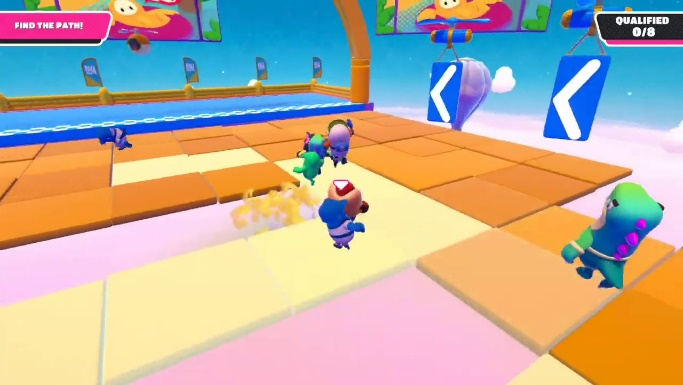 FIND THE PATH!
QUALIFIED
0/8